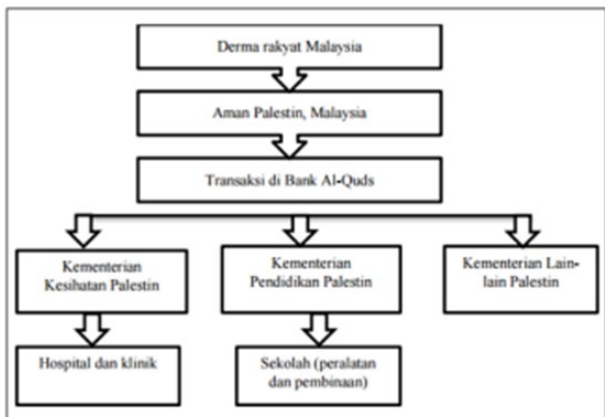 Derma rakyat Malaysia
Aman Palestin, Malaysia
Transaksi di Bank Al-Quds
Kementerian
Kesihatan Palestin
Kementerian
Pendidikan Palestin
Kementerian Lain-
lain Palestin
Hospital dan klinik
Sekolah (peralatan
dan pembinaan)